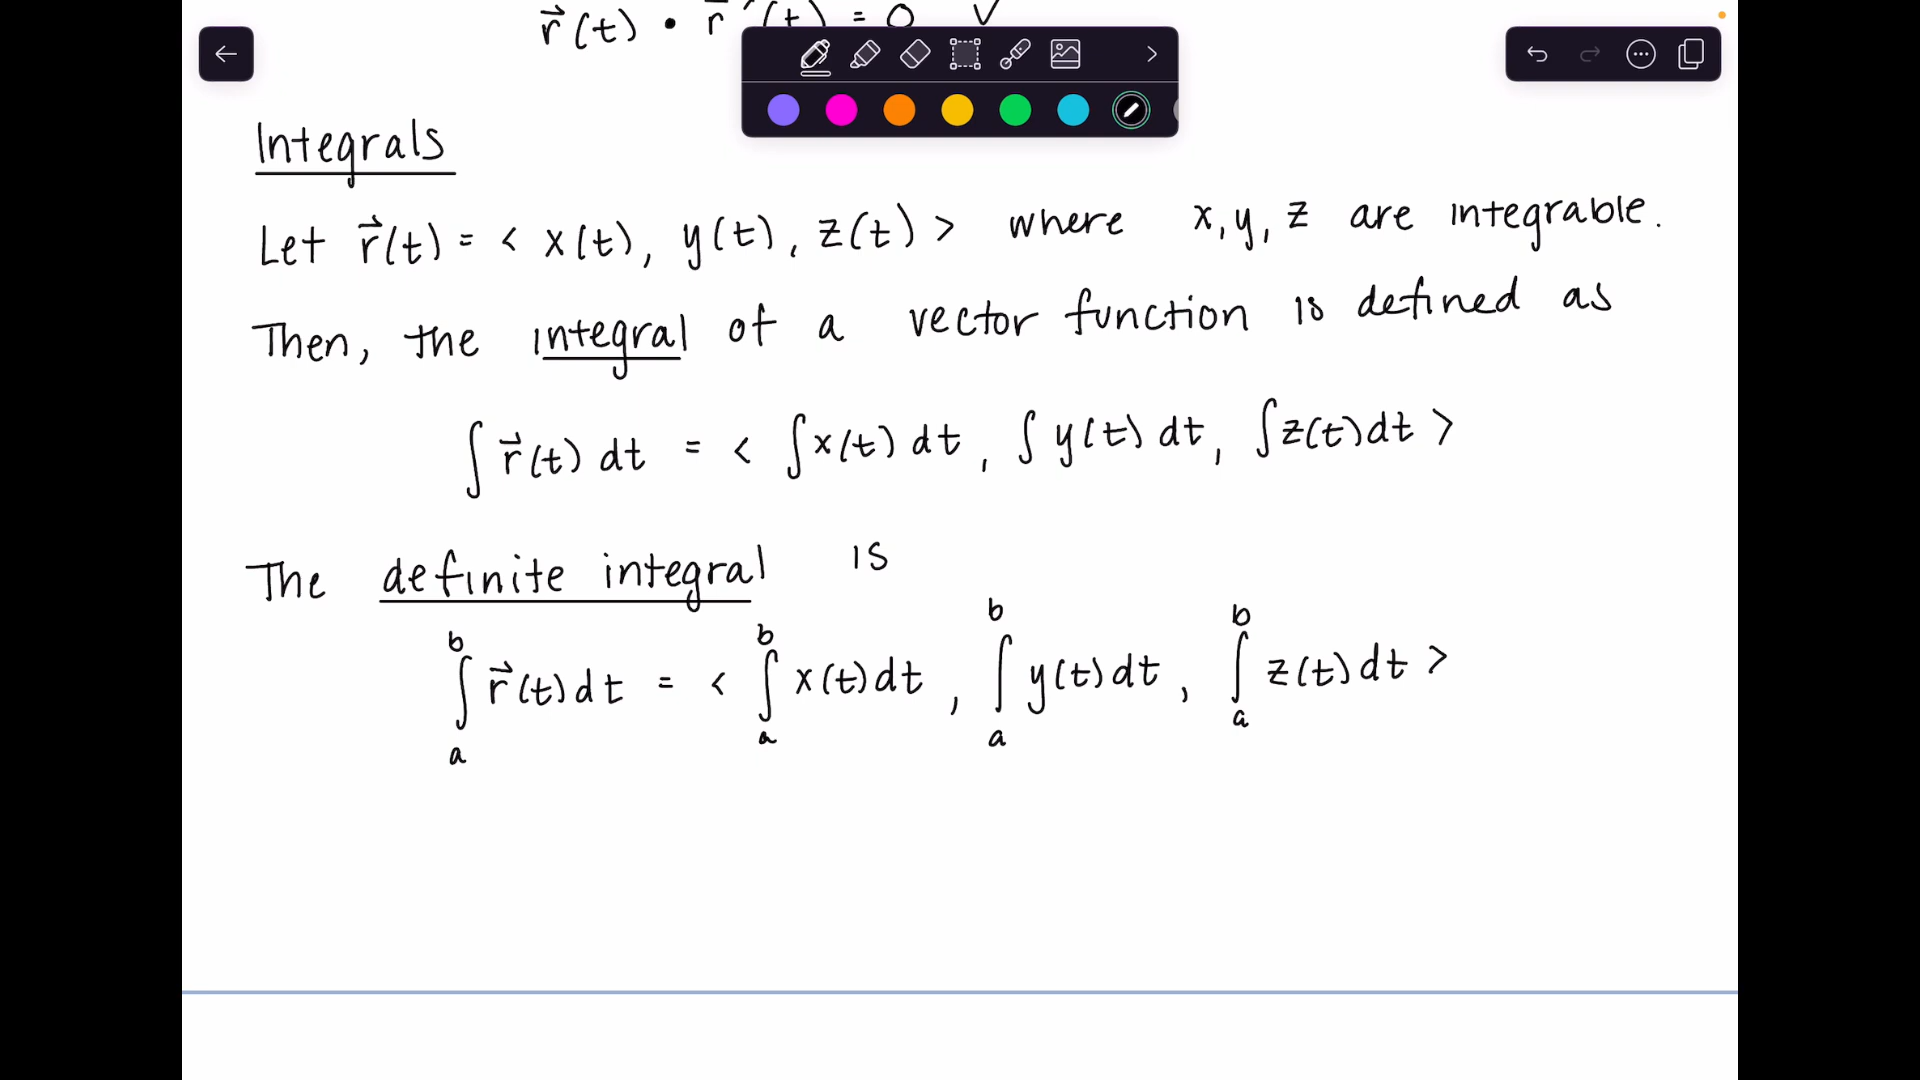 r⃗(t) • r⃗′(t) = 0 ✓
Integrals
Let r⃗(t) = < x(t), y(t), z(t) > where x, y, z are integrable.
Then, the integral of a vector function is defined as
∫ r⃗(t) dt = < ∫ x(t) dt, ∫ y(t) dt, ∫ z(t) dt >
The definite integral is
∫ₐᵇ r⃗(t) dt = < ∫ₐᵇ x(t) dt, ∫ₐᵇ y(t) dt, ∫ₐᵇ z(t) dt >